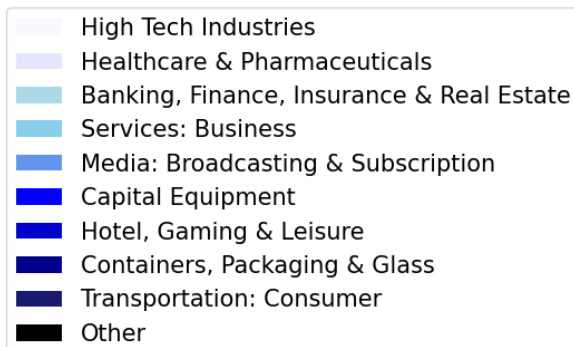 High Tech Industries
Healthcare & Pharmaceuticals
Banking, Finance, Insurance & Real Estate
Services: Business
Media: Broadcasting & Subscription
Capital Equipment
Hotel, Gaming & Leisure
Containers, Packaging & Glass
Transportation: Consumer
Other